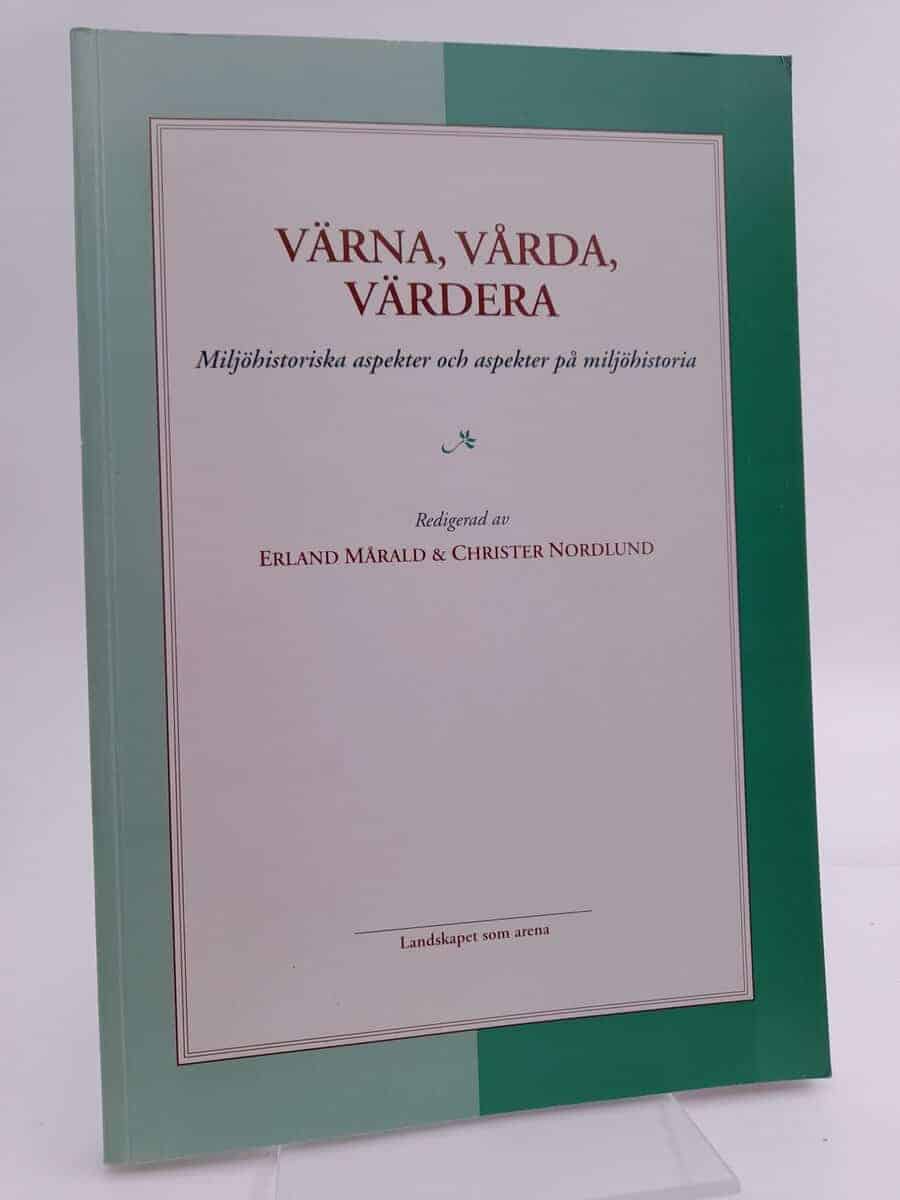 VÄRNA, VÅRDA,
VÄRDERA
Miljöhistoriska aspekter och aspekter på miljöhistoria
Redigerad av
ERLAND MÅRALD & CHRISTER NORDLUND
Landskapet som arena